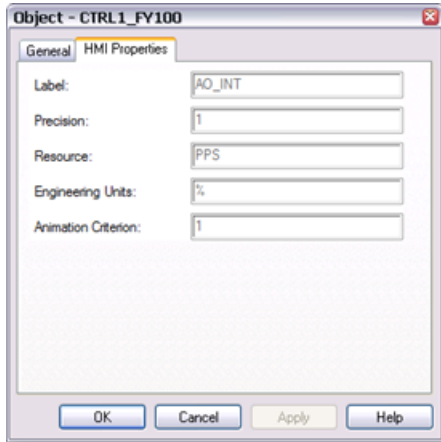 Object - CTRL1_FY100
General HMI Properties
Label: AO_INT
Precision: 1
Resource: PPS
Engineering Units: %
Animation Criterion: 1
OK Cancel Apply Help